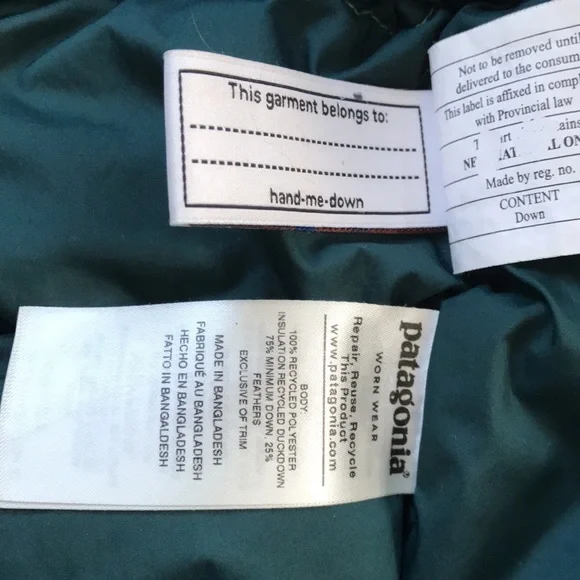 This garment belongs to:
hand-me-down
Not to be removed until
delivered to the consum
This label is affixed in comp
with Provincial law
Made by reg. no.
CONTENT
Down
patagonia®
WORN WEAR
Repair, Reuse, Recycle
This Product
www.patagonia.com
BODY:
100% RECYCLED POLYESTER
INSULATION RECYCLED DUCKDOWN
75% MINIMUM DOWN. 25%
FEATHERS
EXCLUSIVE OF TRIM
MADE IN BANGLADESH
FABRIQUÉ AU BANGLADESH
HECHO EN BANGLADESH
FATTO IN BANGALDESH